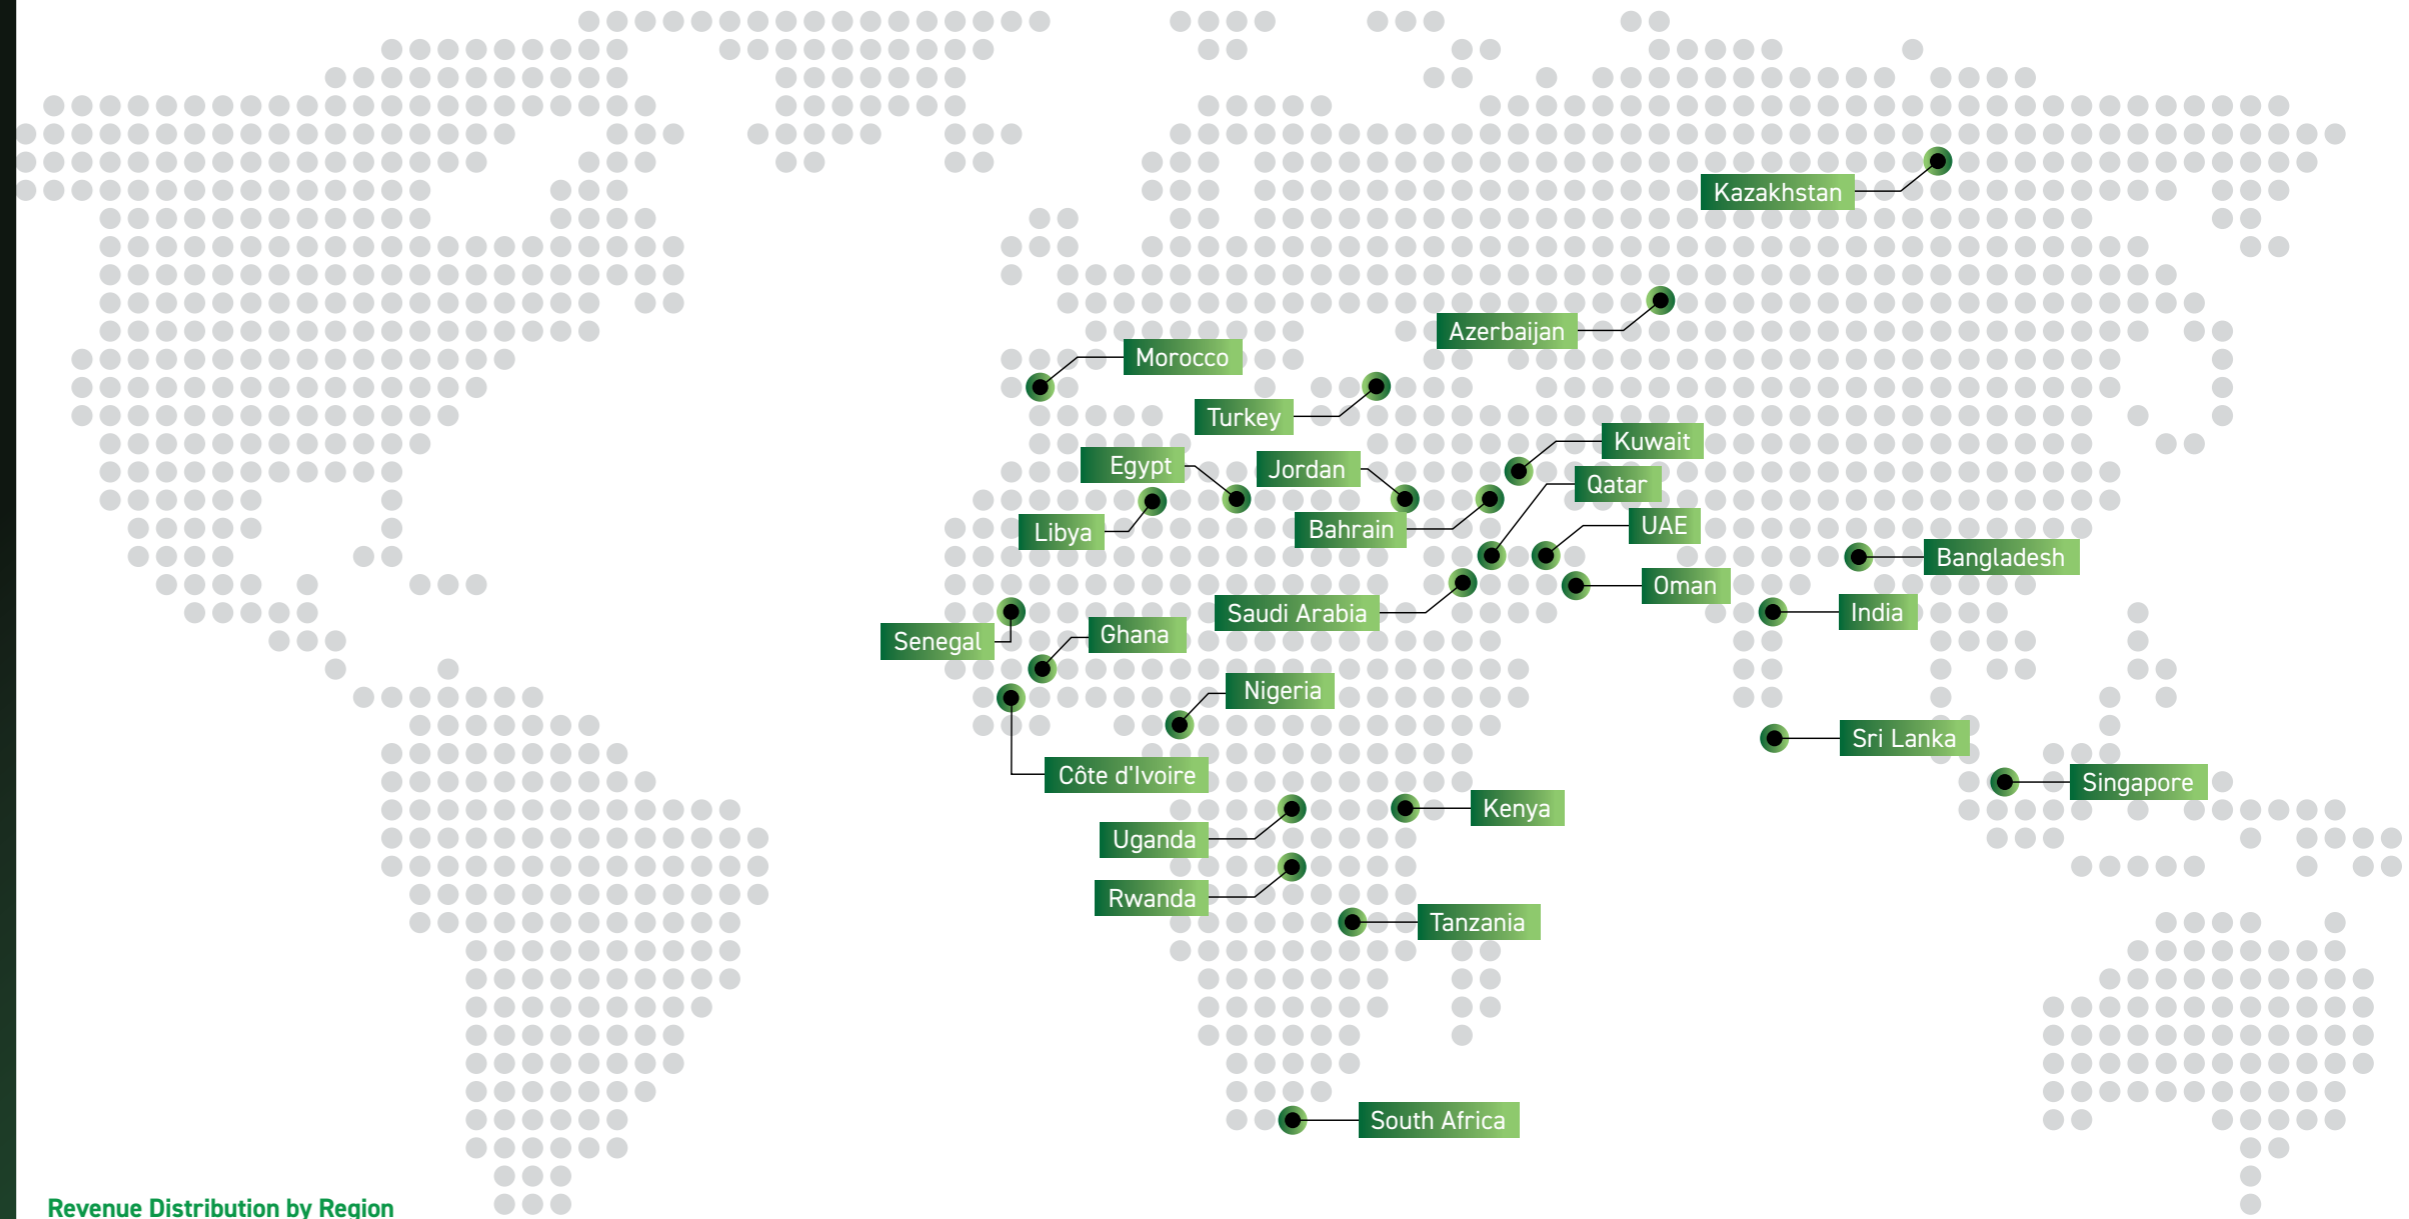 Kazakhstan
Azerbaijan
Morocco
Turkey
Kuwait
Egypt
Jordan
Qatar
Libya
Bahrain
UAE
Bangladesh
Oman
Saudi Arabia
India
Senegal
Ghana
Nigeria
Sri Lanka
Côte d'Ivoire
Singapore
Kenya
Uganda
Rwanda
Tanzania
South Africa
Revenue Distribution by Region